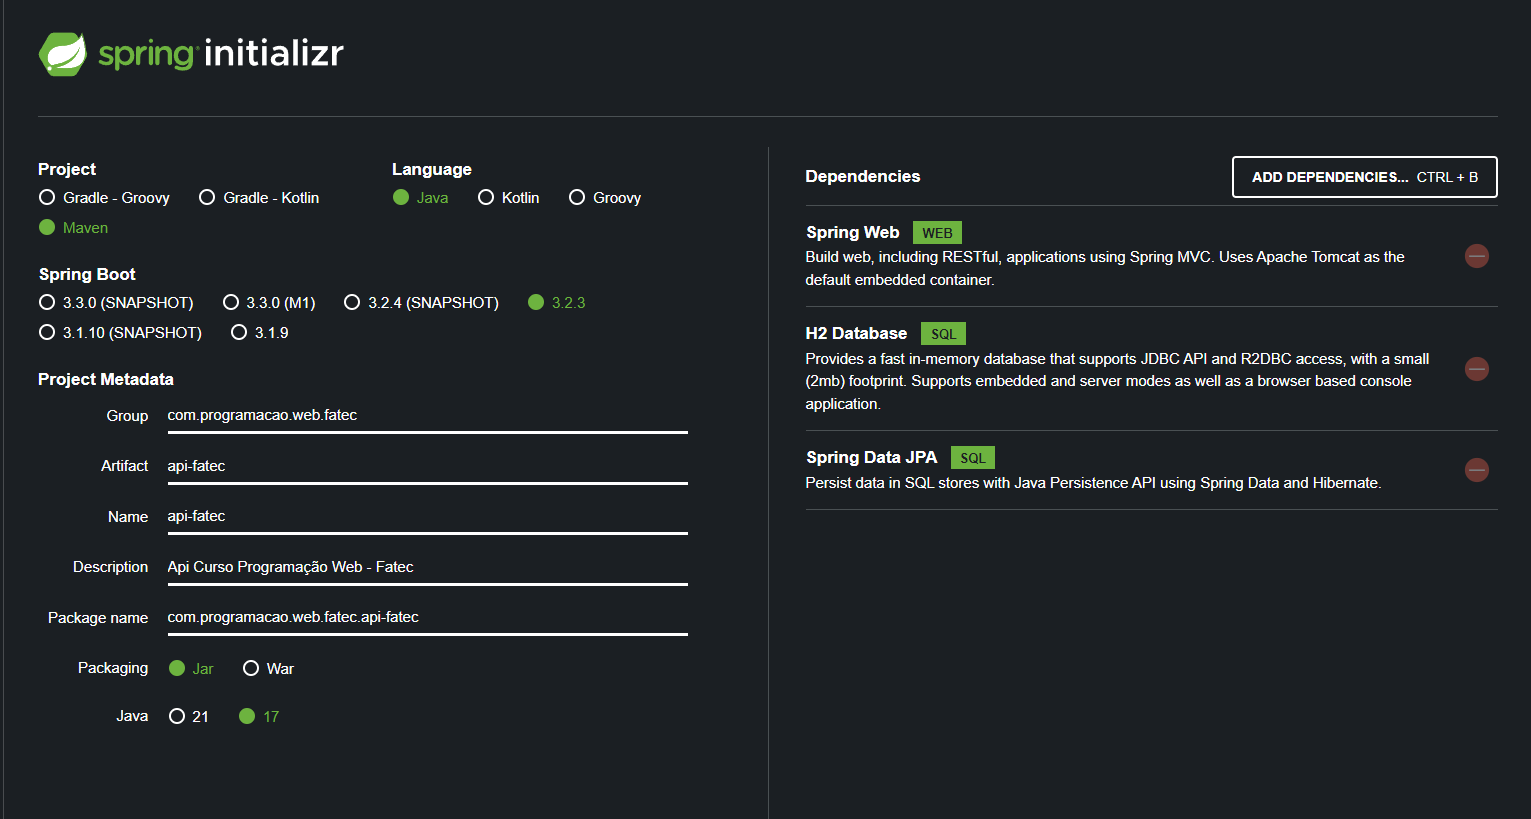 spring initializr
Project
Gradle - Groovy Gradle - Kotlin
Maven
Language
Java Kotlin Groovy
Spring Boot
3.3.0 (SNAPSHOT) 3.3.0 (M1) 3.2.4 (SNAPSHOT) 3.2.3
3.1.10 (SNAPSHOT) 3.1.9
Project Metadata
Group com.programacao.web.fatec
Artifact api-fatec
Name api-fatec
Description Api Curso Programação Web - Fatec
Package name com.programacao.web.fatec.api-fatec
Packaging Jar War
Java 21 17
Dependencies
ADD DEPENDENCIES... CTRL + B
Spring Web WEB
Build web, including RESTful, applications using Spring MVC. Uses Apache Tomcat as the
default embedded container.
H2 Database SQL
Provides a fast in-memory database that supports JDBC API and R2DBC access, with a small
(2mb) footprint. Supports embedded and server modes as well as a browser based console
application.
Spring Data JPA SQL
Persist data in SQL stores with Java Persistence API using Spring Data and Hibernate.